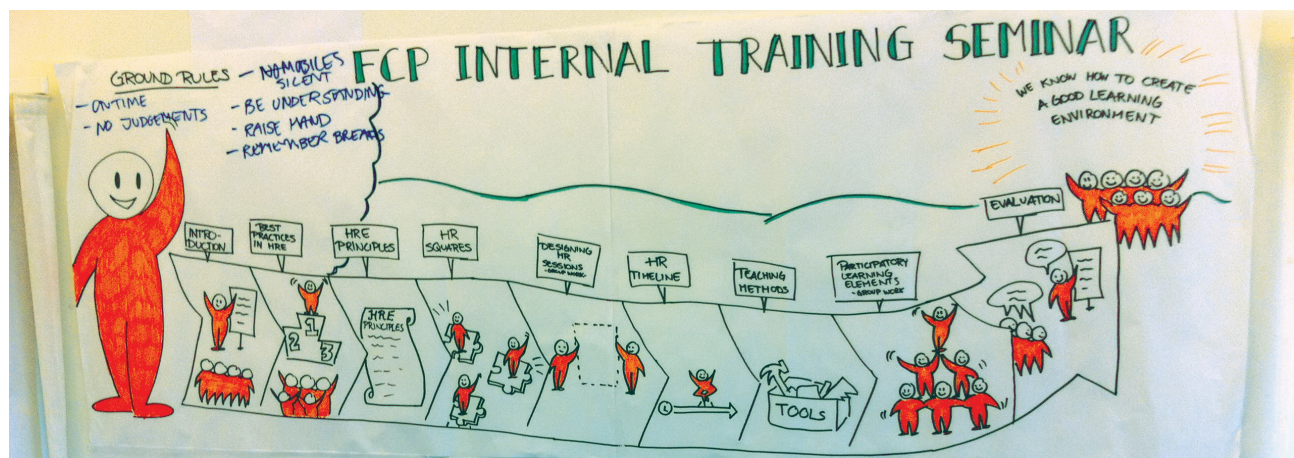 FCP INTERNAL TRAINING SEMINAR
GROUND RULES
- ON TIME
- NO JUDGEMENTS
- MOBILES
SILENT
- BE UNDERSTANDING
- RAISE HAND
- REMEMBER BREAKS
WE KNOW HOW TO CREATE
A GOOD LEARNING
ENVIRONMENT
INTRO-
DUCTION
BEST
PRACTICES
IN HRE
HRE
PRINCIPLES
HR
SQUARES
DESIGNING
HR
SESSIONS
- GROUP WORK
HR
TIMELINE
TEACHING
METHODS
PARTICIPATORY
LEARNING
ELEMENTS
- GROUP WORK
EVALUATION
1
2
3
HRE
PRINCIPLES
TOOLS